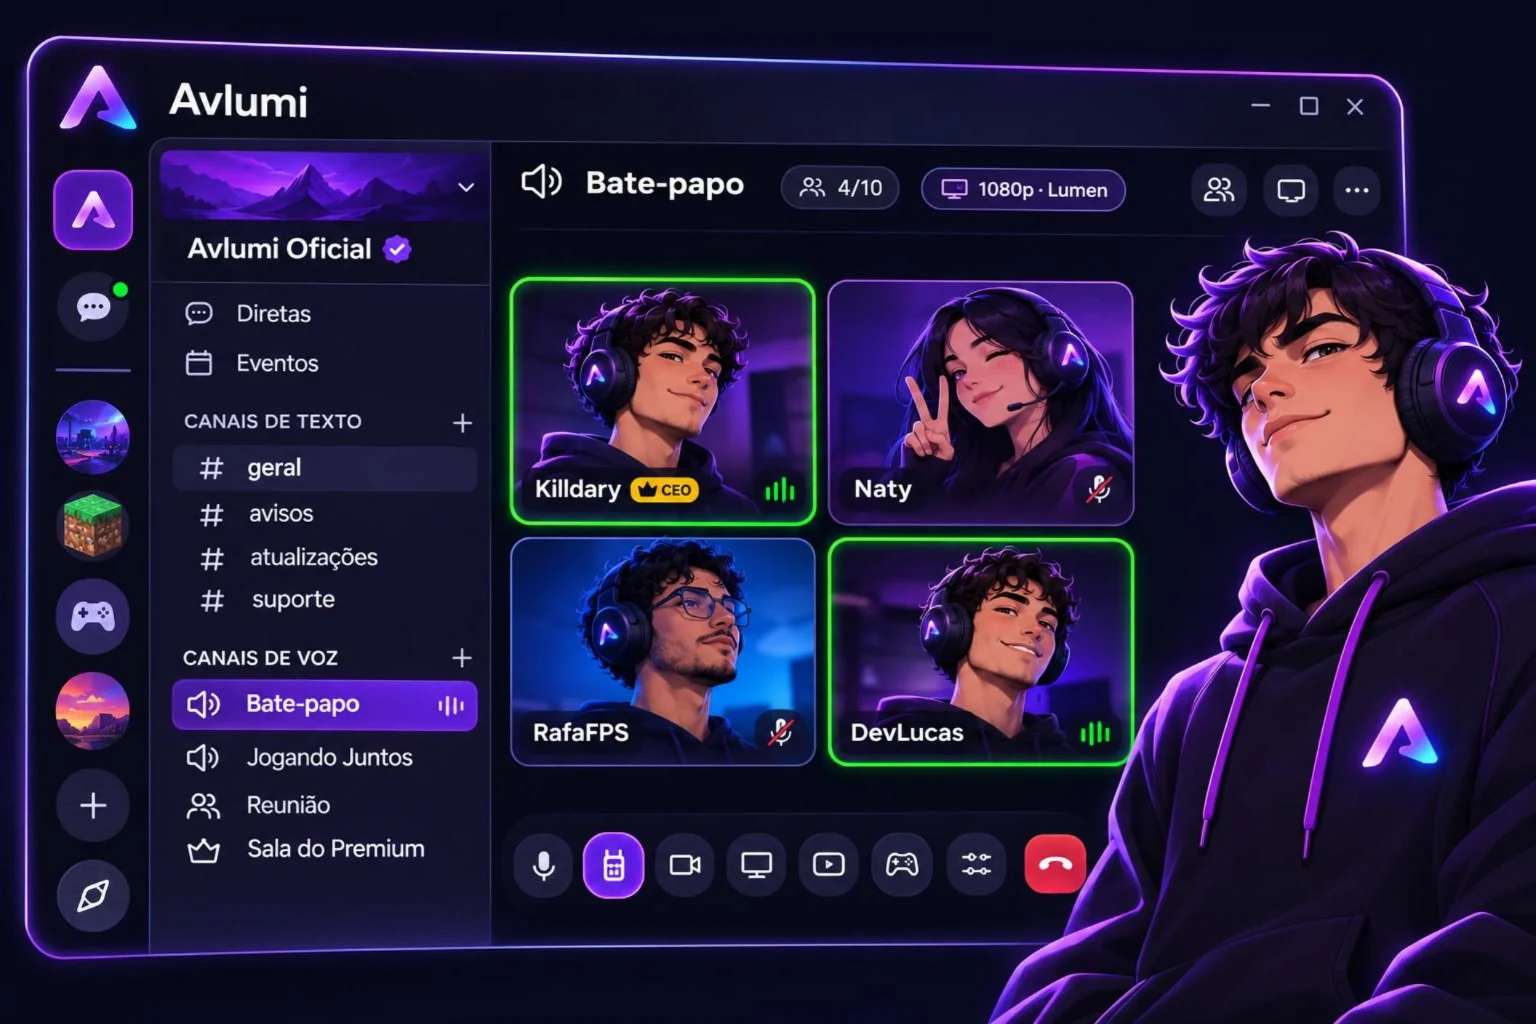 Avlumi
Avlumi Oficial
Diretas
Eventos
CANAIS DE TEXTO
# geral
# avisos
# atualizações
# suporte
CANAIS DE VOZ
Bate-papo
Jogando Juntos
Reunião
Sala do Premium
Bate-papo
4/10
1080p · Lumen
Killdary
CEO
Naty
RafaFPS
DevLucas